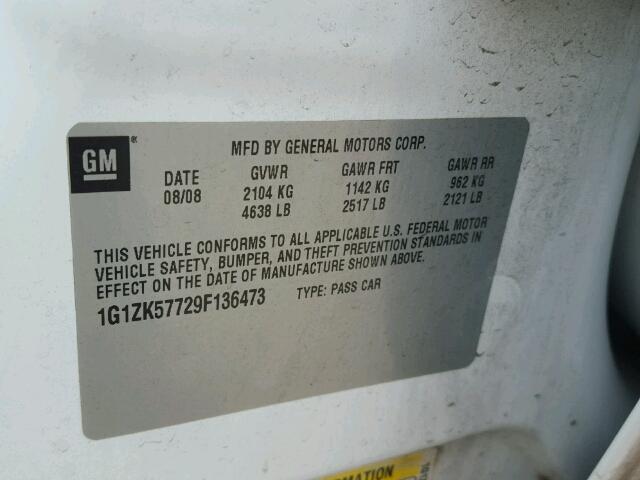 GM
MFD BY GENERAL MOTORS CORP.
DATE GVWR GAWR FRT GAWR RR
08/08 2104 KG 1142 KG 962 KG
4638 LB 2517 LB 2121 LB
THIS VEHICLE CONFORMS TO ALL APPLICABLE U.S. FEDERAL MOTOR
VEHICLE SAFETY, BUMPER, AND THEFT PREVENTION STANDARDS IN
EFFECT ON THE DATE OF MANUFACTURE SHOWN ABOVE.
1G1ZK57729F136473 TYPE: PASS CAR